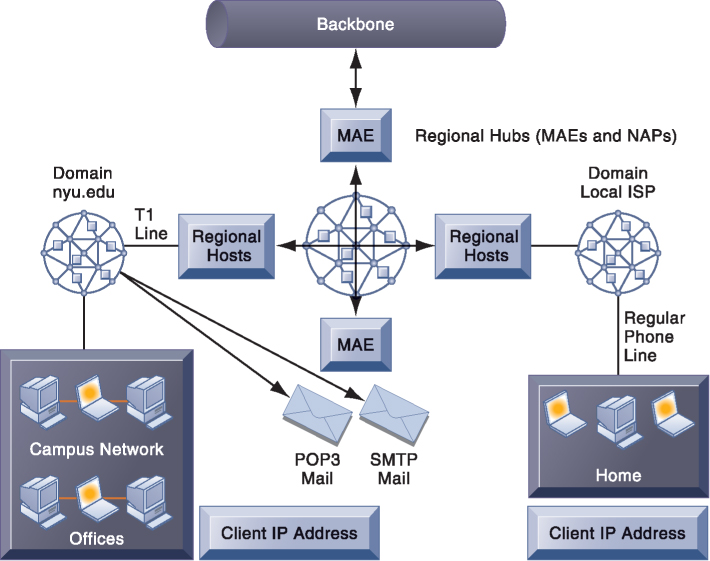 Backbone
MAE
Regional Hubs (MAEs and NAPs)
Domain
nyu.edu
Domain
Local ISP
T1
Line
Regional
Hosts
Regional
Hosts
MAE
Regular
Phone
Line
Campus Network
Offices
POP3
Mail
SMTP
Mail
Home
Client IP Address
Client IP Address